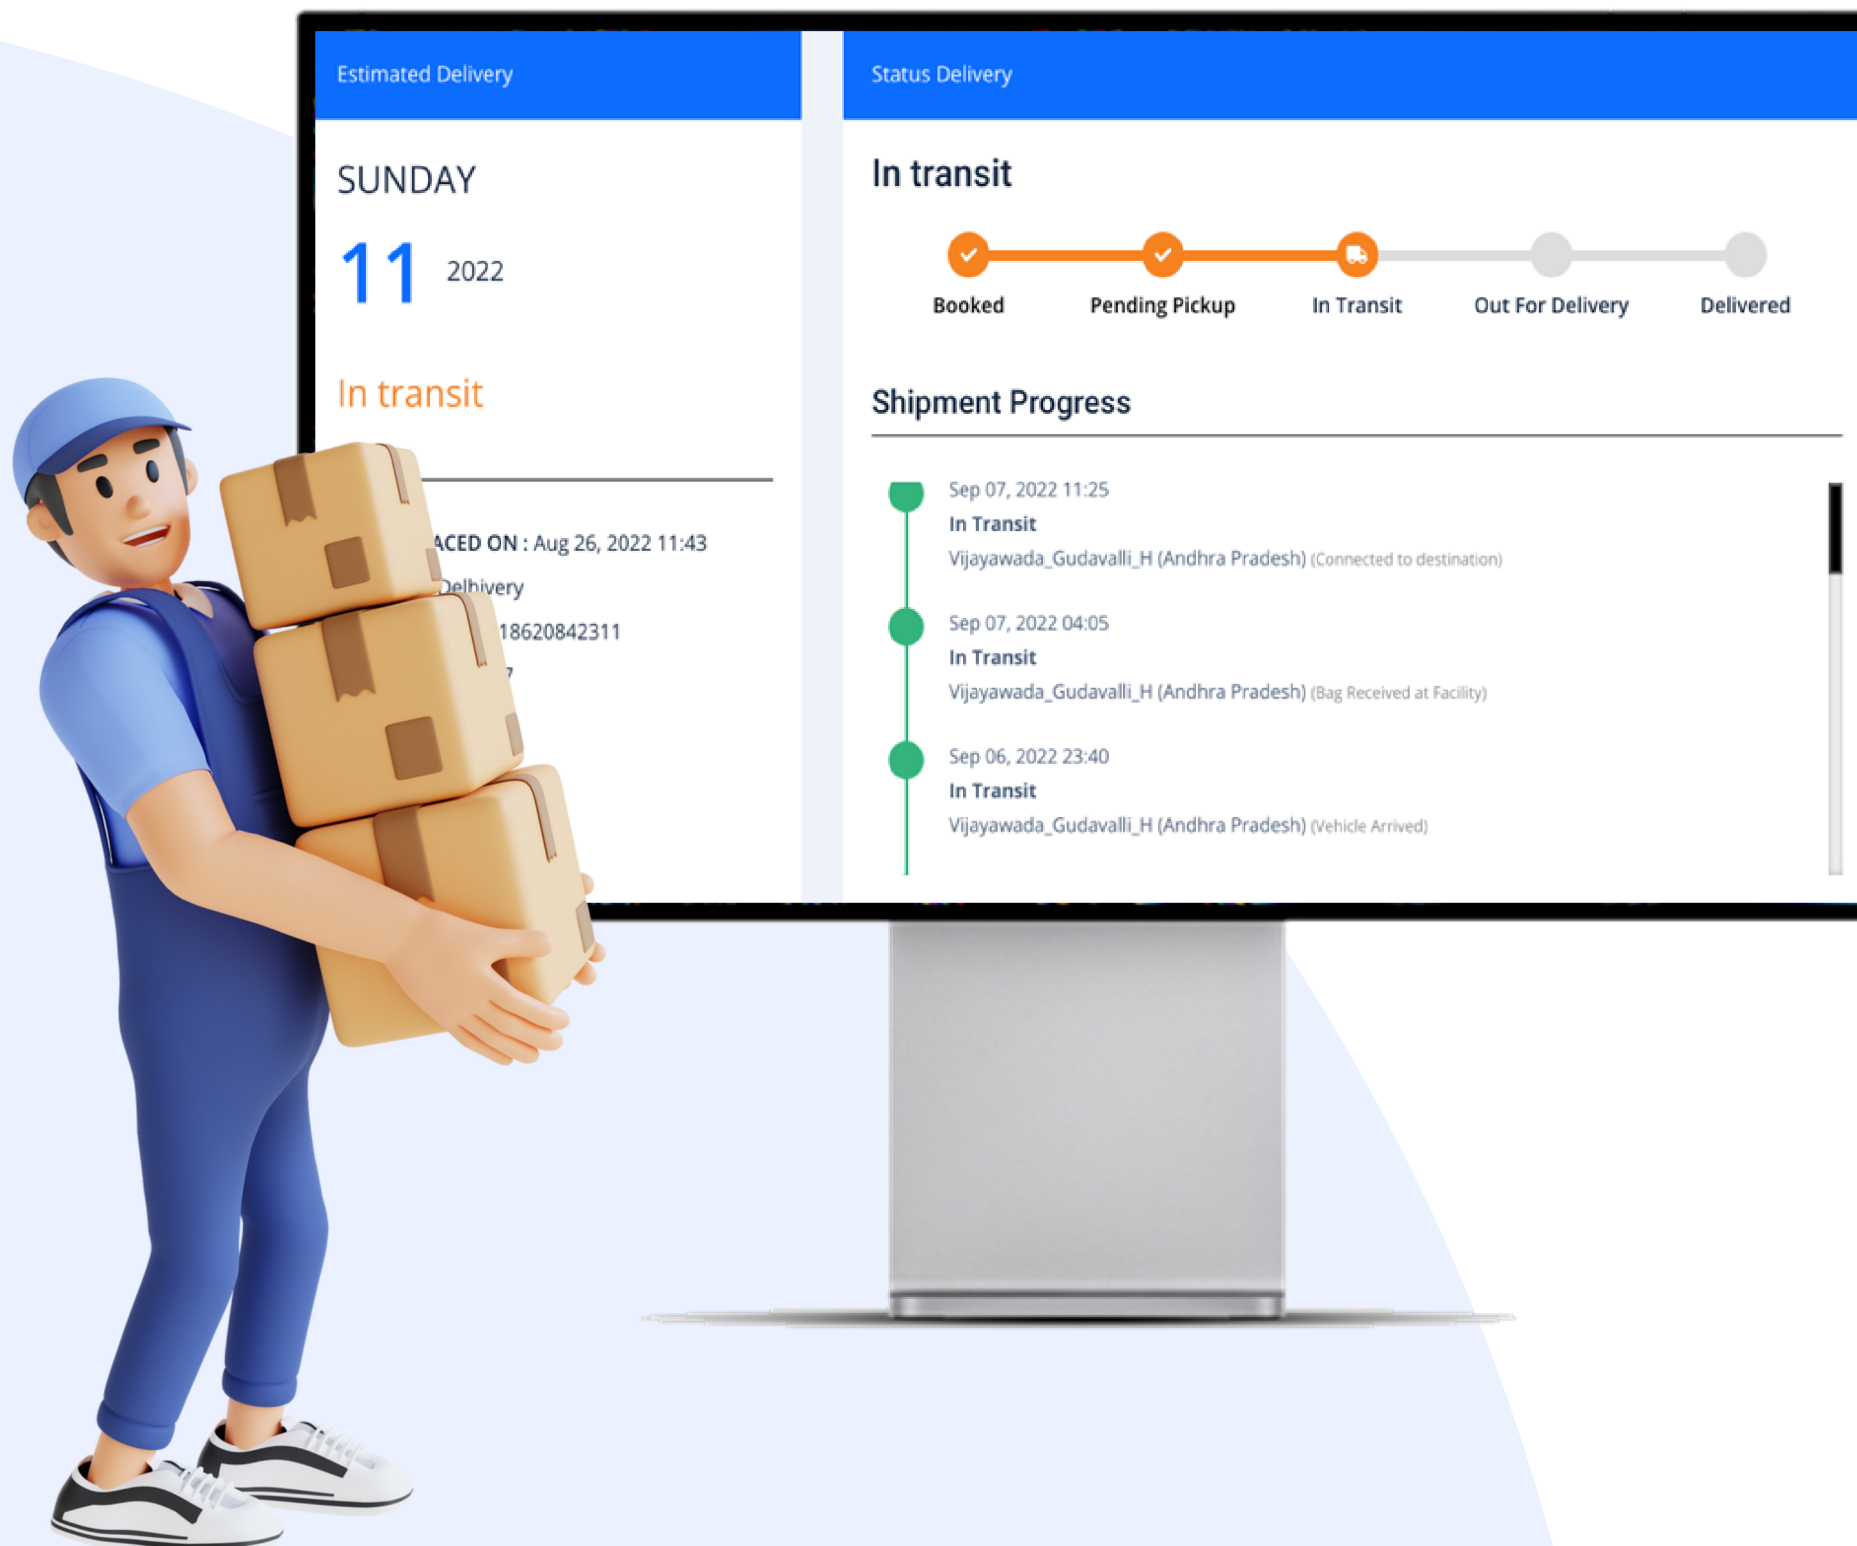 Estimated Delivery
SUNDAY
11 2022
In transit
ACED ON : Aug 26, 2022 11:43
Delhivery
18620842311
7
Status Delivery
In transit
Booked Pending Pickup In Transit Out For Delivery Delivered
Shipment Progress
Sep 07, 2022 11:25
In Transit
Vijayawada_Gudavalli_H (Andhra Pradesh) (Connected to destination)
Sep 07, 2022 04:05
In Transit
Vijayawada_Gudavalli_H (Andhra Pradesh) (Bag Received at Facility)
Sep 06, 2022 23:40
In Transit
Vijayawada_Gudavalli_H (Andhra Pradesh) (Vehicle Arrived)